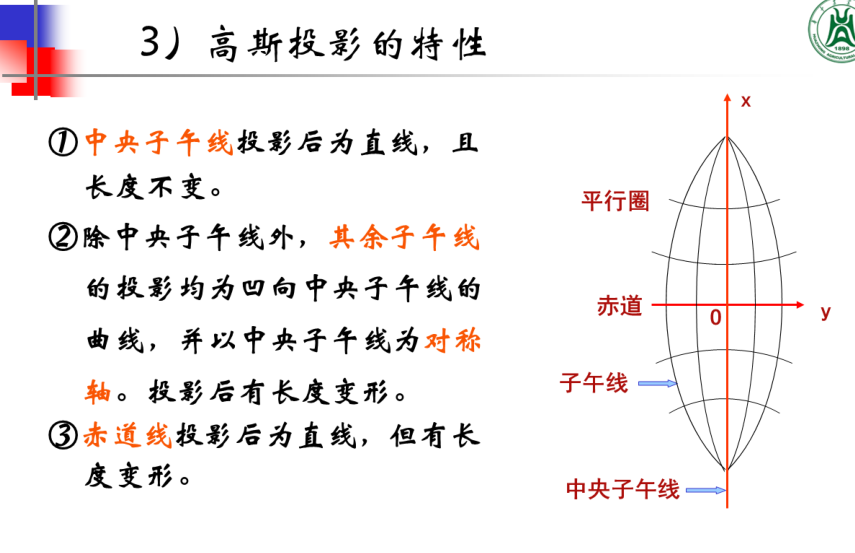 3）高斯投影的特性
①中央子午线投影后为直线，且
长度不变。
②除中央子午线外，其余子午线
的投影均为凹向中央子午线的
曲线，并以中央子午线为对称
轴。投影后有长度变形。
③赤道线投影后为直线，但有长
度变形。
x
平行圈
赤道
0
y
子午线
中央子午线
1898